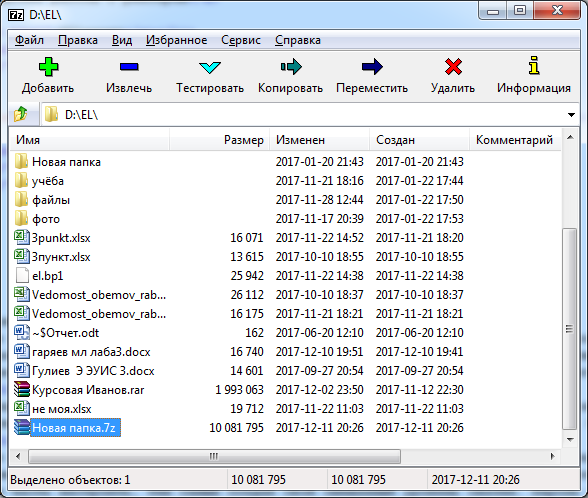 7z D:\EL\
Файл Правка Вид Избранное Сервис Справка
Добавить Извлечь Тестировать Копировать Переместить Удалить Информация
D:\EL\
Имя Размер Изменен Создан Комментарий
Новая папка 2017-01-20 21:43 2017-01-20 21:43
учёба 2017-11-21 18:16 2017-01-22 17:44
файлы 2017-11-28 12:44 2017-01-22 17:50
фото 2017-11-17 20:39 2017-01-22 17:53
3punkt.xlsx 16 071 2017-11-22 14:52 2017-11-21 18:20
3пункт.xlsx 13 615 2017-10-10 18:55 2017-10-10 18:55
el.bp1 25 942 2017-11-22 14:38 2017-11-22 14:38
Vedomost_obemov_rab... 26 112 2017-10-10 18:37 2017-10-10 18:37
Vedomost_obemov_rab... 16 175 2017-11-21 18:21 2017-11-21 18:21
~$Отчет.odt 162 2017-06-20 12:10 2017-06-20 12:10
гаряев мл лаба3.docx 16 740 2017-12-10 19:51 2017-12-10 19:41
Гулиев Э ЭУИС 3.docx 14 601 2017-09-27 20:54 2017-09-27 20:54
Курсовая Иванов.rar 1 993 063 2017-12-02 23:50 2017-11-12 22:30
не моя.xlsx 19 712 2017-11-22 11:03 2017-11-22 11:03
Новая папка.7z 10 081 795 2017-12-11 20:26 2017-12-11 20:26
Выделено объектов: 1 10 081 795 10 081 795 2017-12-11 20:26